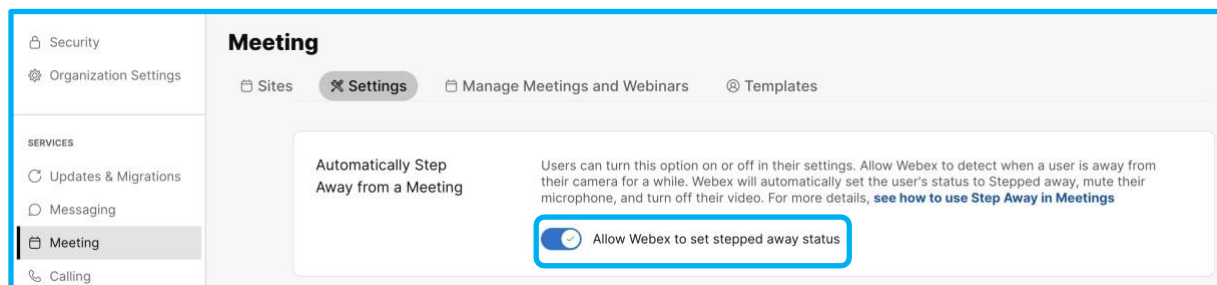 Security
Organization Settings
SERVICES
Updates & Migrations
Messaging
Meeting
Calling
Meeting
Sites
Settings
Manage Meetings and Webinars
Templates
Automatically Step
Away from a Meeting
Users can turn this option on or off in their settings. Allow Webex to detect when a user is away from
their camera for a while. Webex will automatically set the user's status to Stepped away, mute their
microphone, and turn off their video. For more details, see how to use Step Away in Meetings
Allow Webex to set stepped away status